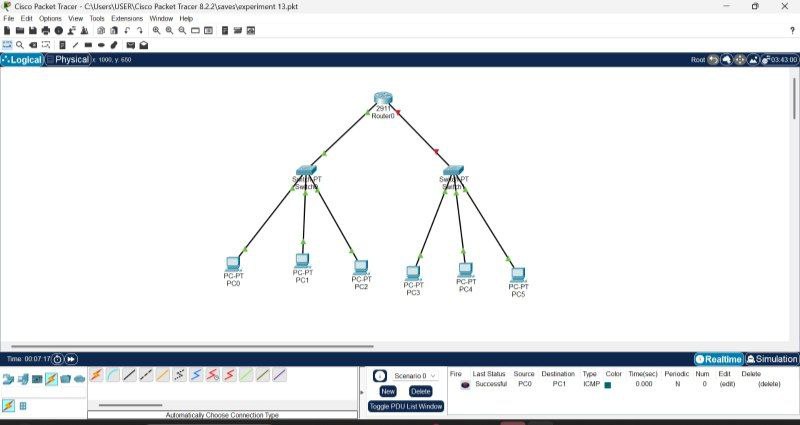 Cisco Packet Tracer - C:\Users\USER\Cisco Packet Tracer 8.2.2\saves\experiment 13.pkt
File Edit Options View Tools Extensions Window Help
Logical Physical x: 1000, y: 650 Root 03:43:00
2911
Router0
Switch-PT
Switch0
Switch-PT
PC-PT
PC0
PC-PT
PC1
PC-PT
PC2
PC-PT
PC3
PC-PT
PC4
PC-PT
PC5
Time: 00:07:17 Realtime Simulation
Scenario 0
New Delete
Toggle PDU List Window
Fire Last Status Source Destination Type Color Time(sec) Periodic Num Edit Delete
Successful PC0 PC1 ICMP 0.000 N 0 (edit) (delete)
Automatically Choose Connection Type